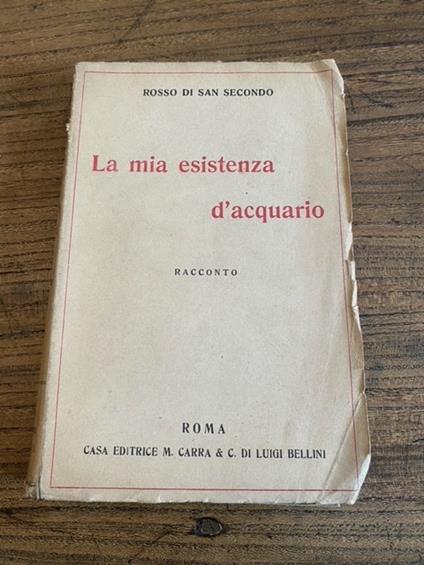 ROSSO DI SAN SECONDO
La mia esistenza
d'acquario
RACCONTO
ROMA
CASA EDITRICE M. CARRA & C. DI LUIGI BELLINI